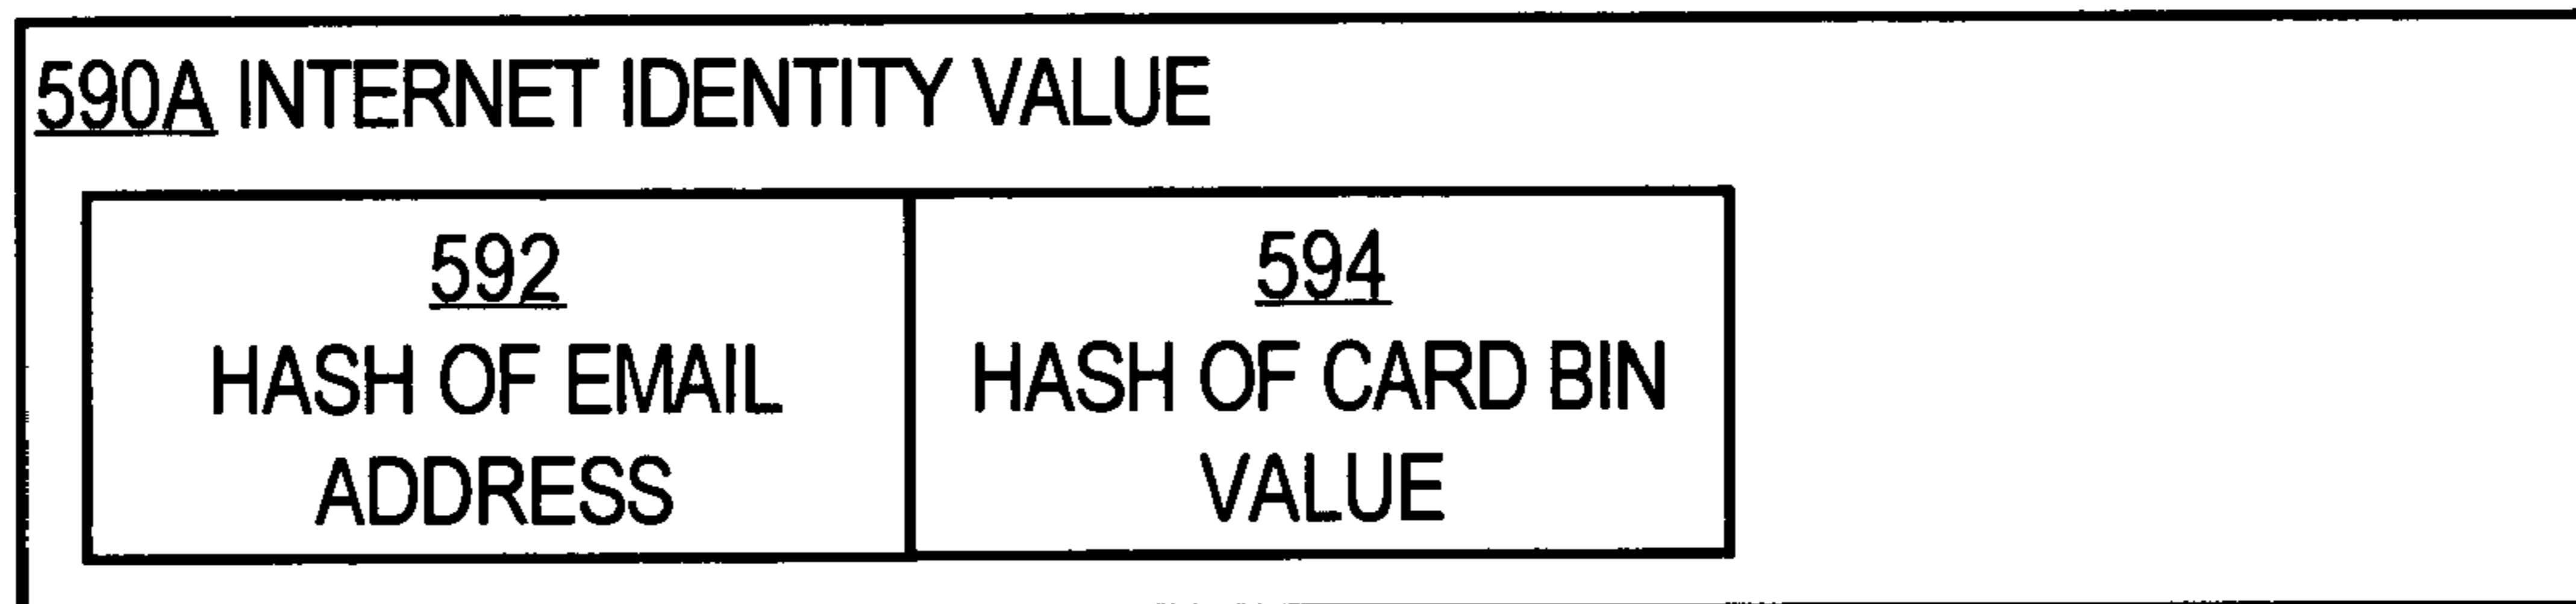 590A INTERNET IDENTITY VALUE
592
HASH OF EMAIL
ADDRESS
594
HASH OF CARD BIN
VALUE